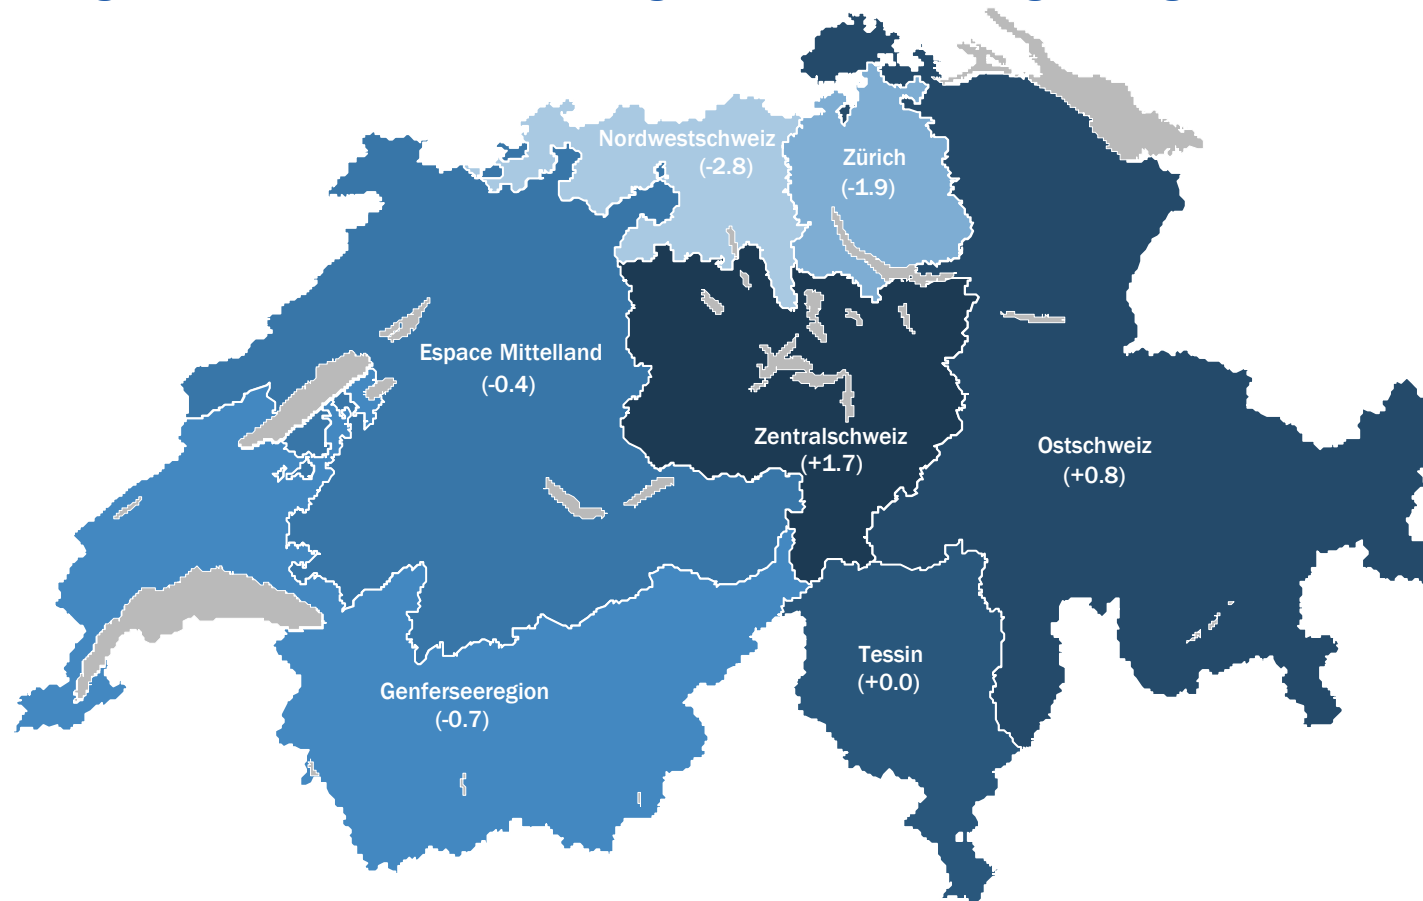 Nordwestschweiz
(-2.8)
Zürich
(-1.9)
Espace Mittelland
(-0.4)
Zentralschweiz
(+1.7)
Ostschweiz
(+0.8)
Tessin
(+0.0)
Genferseeregion
(-0.7)